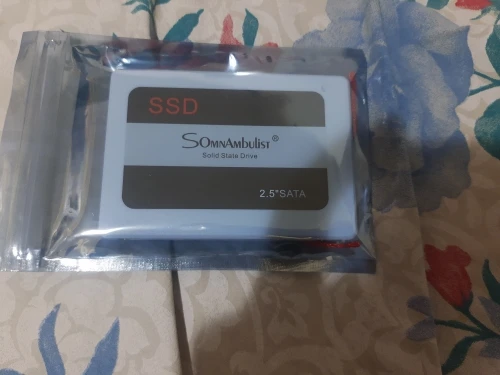 SSD
SOMNAMBULIST®
Solid State Drive
2.5"SATA